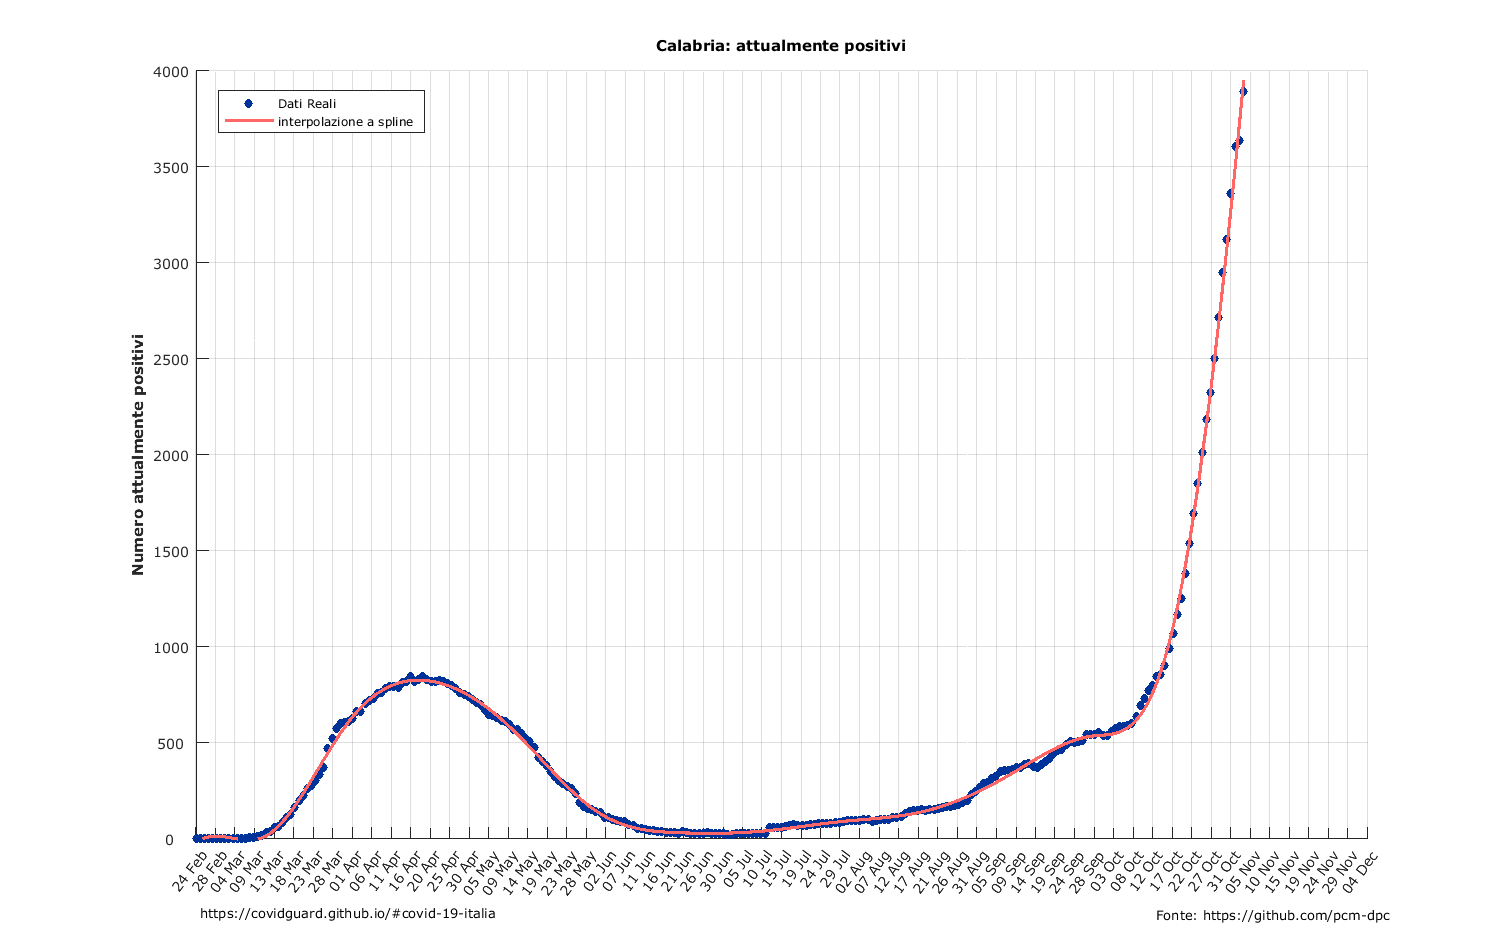 Calabria: attualmente positivi
4000
3500
3000
2500
2000
1500
1000
500
0
Numero attualmente positivi
Dati Reali
interpolazione a spline
24 Feb
28 Feb
04 Mar
09 Mar
13 Mar
18 Mar
23 Mar
28 Mar
01 Apr
06 Apr
11 Apr
16 Apr
20 Apr
25 Apr
30 Apr
05 May
09 May
14 May
19 May
23 May
28 May
02 Jun
07 Jun
11 Jun
16 Jun
21 Jun
26 Jun
30 Jun
05 Jul
10 Jul
15 Jul
19 Jul
24 Jul
29 Jul
02 Aug
07 Aug
12 Aug
17 Aug
21 Aug
26 Aug
31 Aug
05 Sep
09 Sep
14 Sep
19 Sep
24 Sep
28 Sep
03 Oct
08 Oct
12 Oct
17 Oct
22 Oct
27 Oct
31 Oct
05 Nov
10 Nov
15 Nov
19 Nov
24 Nov
29 Nov
04 Dec
https://covidguard.github.io/#covid-19-italia
Fonte: https://github.com/pcm-dpc